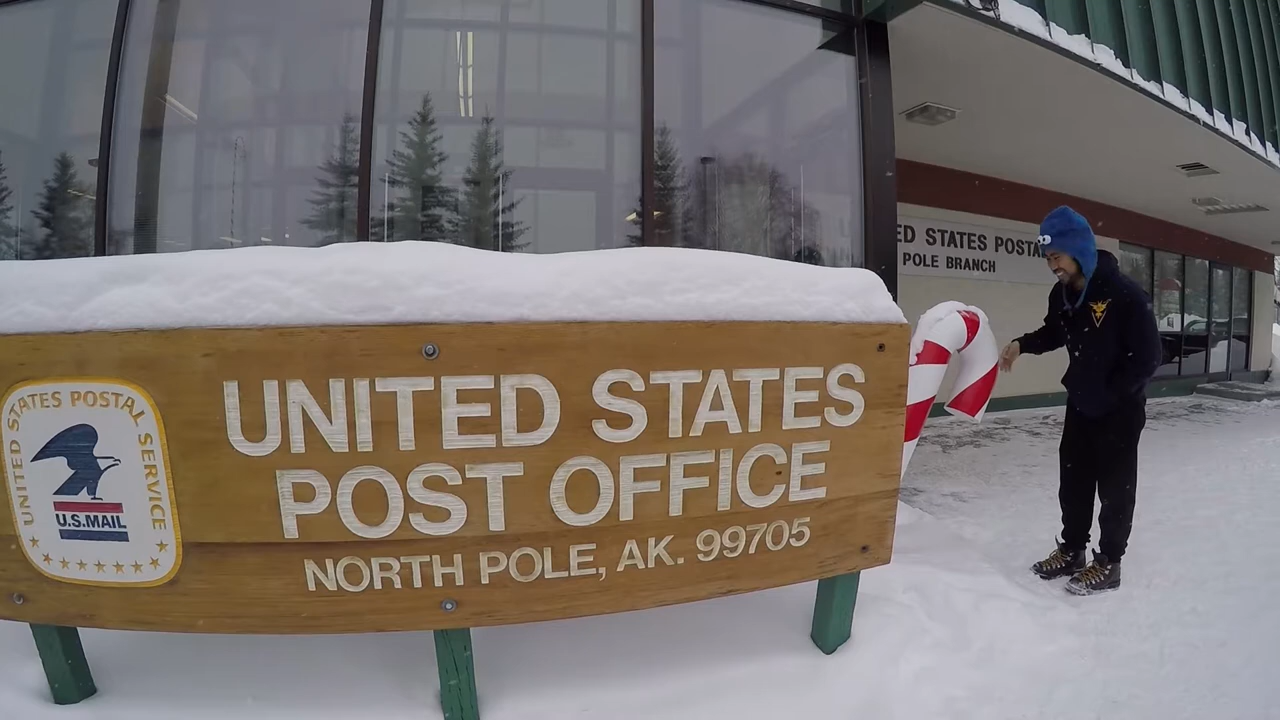 UNITED STATES POSTAL SERVICE
U.S.MAIL
UNITED STATES
POST OFFICE
NORTH POLE, AK. 99705
ED STATES POSTA
POLE BRANCH